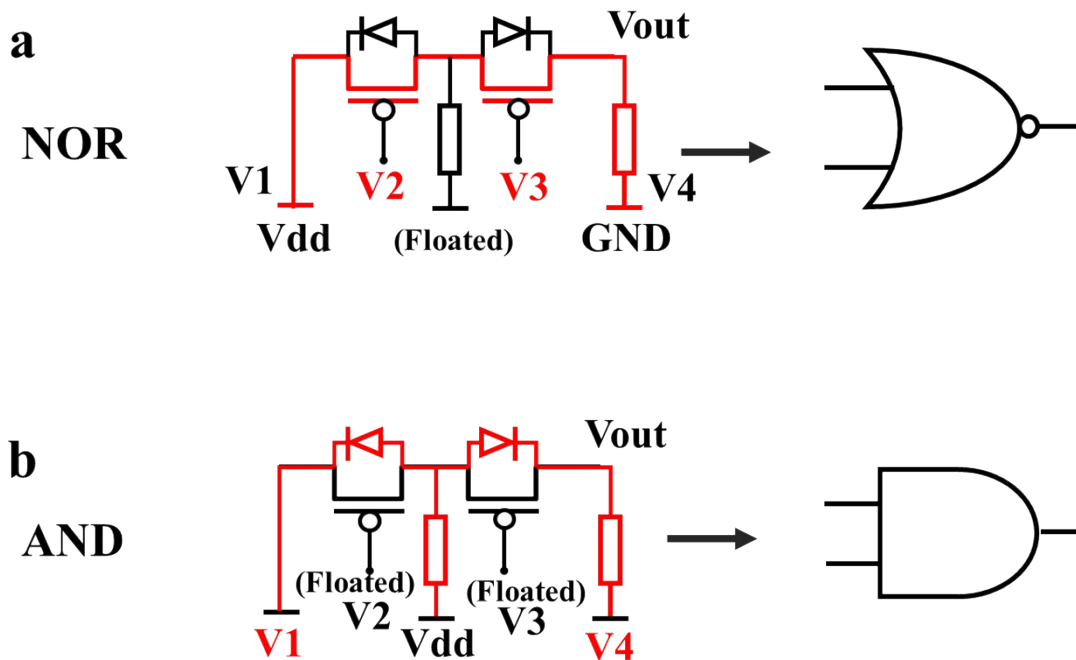 a
NOR
Vout
V1
V2
V3
V4
Vdd
(Floated)
GND
b
AND
Vout
(Floated)
V2
(Floated)
V3
V1
Vdd
V4